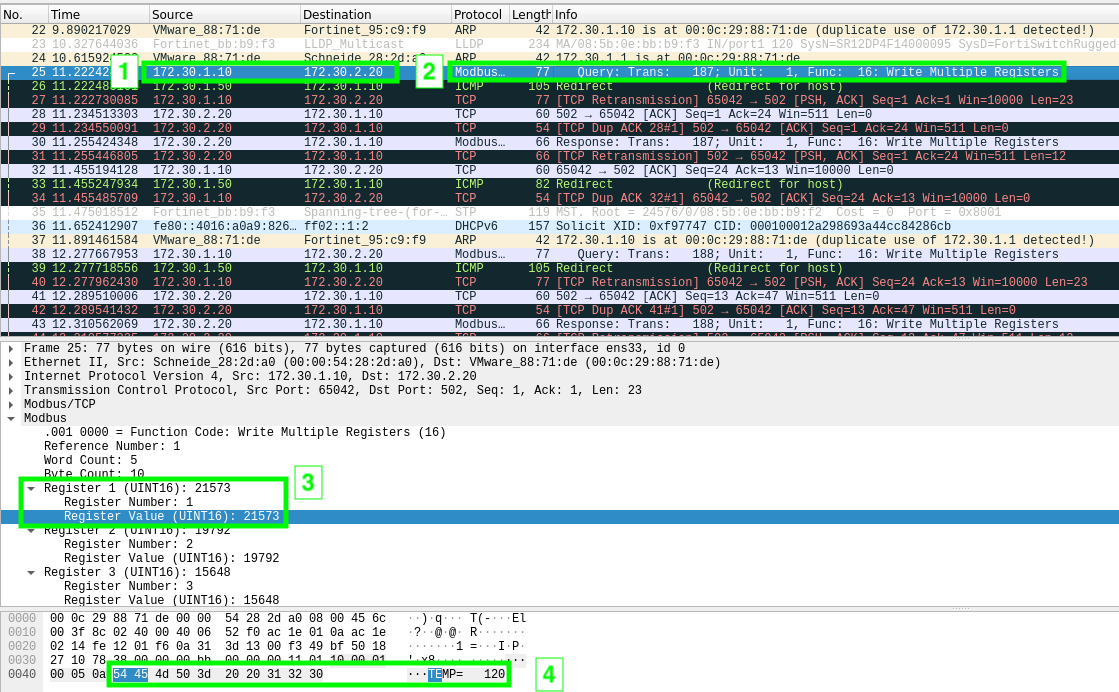 No. Time Source Destination Protocol Length Info
22 9.890217029 VMware_88:71:de Fortinet_95:c9:f9 ARP 42 172.30.1.10 is at 00:0c:29:88:71:de (duplicate use of 172.30.1.1 detected!)
23 10.327644036 Fortinet_bb:b9:f3 LLDP_Multicast LLDP 234 MA/08:5b:0e:bb:b9:f3 IN/port1 120 SysN=SR12DP4F14000095 SysD=FortiSwitchRugged
24 VMware_88:71:de ARP 42 172.30.1.1 is at 00:0c:29:88:71:de
25 1 172.30.1.10 172.30.2.20 2 Modbus… 77 Query: Trans: 187; Unit: 1, Func: 16: Write Multiple Registers
26 172.30.1.50 172.30.1.10 ICMP 105 Redirect (Redirect for host)
27 11.222730085 172.30.1.10 172.30.2.20 TCP 77 [TCP Retransmission] 65042 → 502 [PSH, ACK] Seq=1 Ack=1 Win=10000 Len=23
28 11.234513303 172.30.2.20 172.30.1.10 TCP 60 502 → 65042 [ACK] Seq=1 Ack=24 Win=511 Len=0
29 11.234550091 172.30.2.20 172.30.1.10 TCP 54 [TCP Dup ACK 28#1] 502 → 65042 [ACK] Seq=1 Ack=24 Win=511 Len=0
30 11.255424348 172.30.2.20 172.30.1.10 Modbus… 66 Response: Trans: 187; Unit: 1, Func: 16: Write Multiple Registers
31 11.255446805 172.30.2.20 172.30.1.10 TCP 66 [TCP Retransmission] 502 → 65042 [PSH, ACK] Seq=1 Ack=24 Win=511 Len=12
32 11.455194128 172.30.1.10 172.30.2.20 TCP 60 65042 → 502 [ACK] Seq=24 Ack=13 Win=10000 Len=0
33 11.455247934 172.30.1.50 172.30.1.10 ICMP 82 Redirect (Redirect for host)
34 11.455485709 172.30.1.10 172.30.2.20 TCP 54 [TCP Dup ACK 32#1] 65042 → 502 [ACK] Seq=24 Ack=13 Win=10000 Len=0
35 11.475018512 Fortinet_bb:b9:f3 Spanning-tree-(for-… STP 119 MST. Root = 24576/0/08:5b:0e:bb:b9:f2 Cost = 0 Port = 0x8001
36 11.652412907 fe80::4016:a0a9:826… ff02::1:2 DHCPv6 157 Solicit XID: 0xf97747 CID: 000100012a298693a44cc84286cb
37 11.891461584 VMware_88:71:de Fortinet_95:c9:f9 ARP 42 172.30.1.10 is at 00:0c:29:88:71:de (duplicate use of 172.30.1.1 detected!)
38 12.277667953 172.30.1.10 172.30.2.20 Modbus… 77 Query: Trans: 188; Unit: 1, Func: 16: Write Multiple Registers
39 12.277718556 172.30.1.50 172.30.1.10 ICMP 105 Redirect (Redirect for host)
40 12.277962430 172.30.1.10 172.30.2.20 TCP 77 [TCP Retransmission] 65042 → 502 [PSH, ACK] Seq=24 Ack=13 Win=10000 Len=23
41 12.289510006 172.30.2.20 172.30.1.10 TCP 60 502 → 65042 [ACK] Seq=13 Ack=47 Win=511 Len=0
42 12.289541432 172.30.2.20 172.30.1.10 TCP 54 [TCP Dup ACK 41#1] 502 → 65042 [ACK] Seq=13 Ack=47 Win=511 Len=0
43 12.310562069 172.30.2.20 172.30.1.10 Modbus… 66 Response: Trans: 188; Unit: 1, Func: 16: Write Multiple Registers
Frame 25: 77 bytes on wire (616 bits), 77 bytes captured (616 bits) on interface ens33, id 0
Ethernet II, Src: Schneide_28:2d:a0 (00:00:54:28:2d:a0), Dst: VMware_88:71:de (00:0c:29:88:71:de)
Internet Protocol Version 4, Src: 172.30.1.10, Dst: 172.30.2.20
Transmission Control Protocol, Src Port: 65042, Dst Port: 502, Seq: 1, Ack: 1, Len: 23
Modbus/TCP
Modbus
.001 0000 = Function Code: Write Multiple Registers (16)
Reference Number: 1
Word Count: 5
Byte Count: 10
Register 1 (UINT16): 21573 3
Register Number: 1
Register Value (UINT16): 21573
Register 2 (UINT16): 19792
Register Number: 2
Register Value (UINT16): 19792
Register 3 (UINT16): 15648
Register Number: 3
Register Value (UINT16): 15648
0000 00 0c 29 88 71 de 00 00 54 28 2d a0 08 00 45 6c ··)·q··· T(-···El
0010 00 3f 8c 02 40 00 40 06 52 f0 ac 1e 01 0a ac 1e ·?··@·@· R·······
0020 02 14 fe 12 01 f6 0a 31 3d 13 00 f3 49 bf 50 18 ·······1 =···I·P·
0030 27 10 78 38 00 00 00 bb 00 00 00 11 01 10 00 01 '·x8···· ········
0040 00 05 0a 54 45 4d 50 3d 20 20 31 32 30 ···TEMP= 120 4